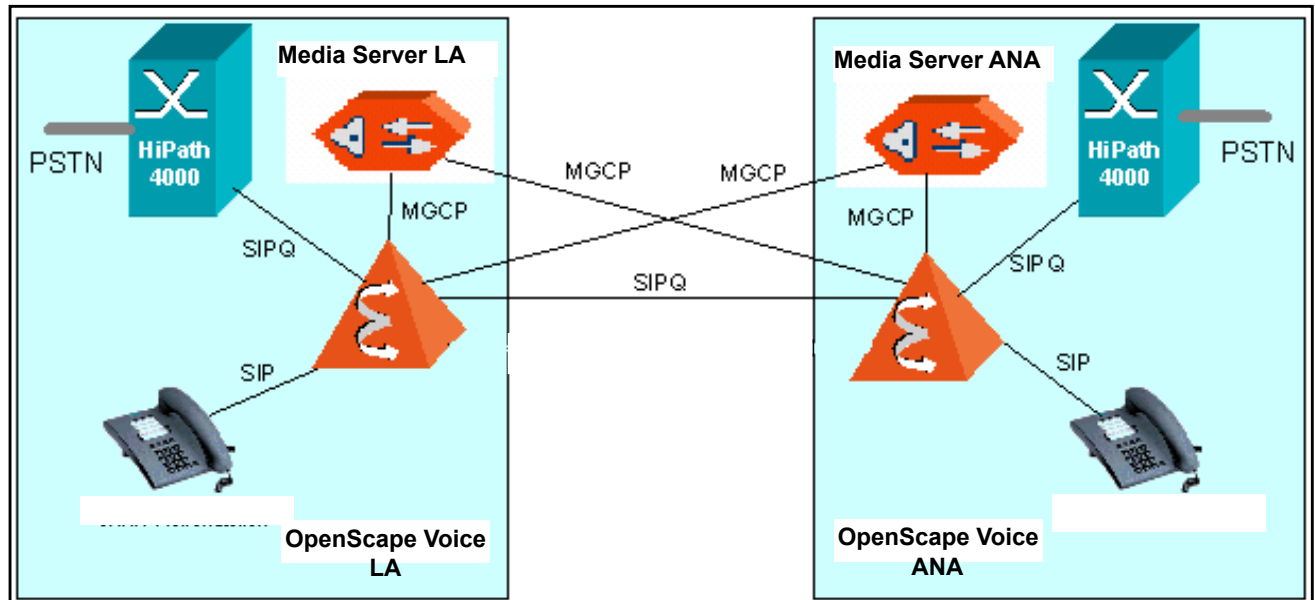 Media Server LA
HiPath
4000
PSTN
MGCP
SIPQ
SIP
OpenScape Voice
LA
MGCP
MGCP
SIPQ
Media Server ANA
HiPath
4000
PSTN
MGCP
SIPQ
SIP
OpenScape Voice
ANA